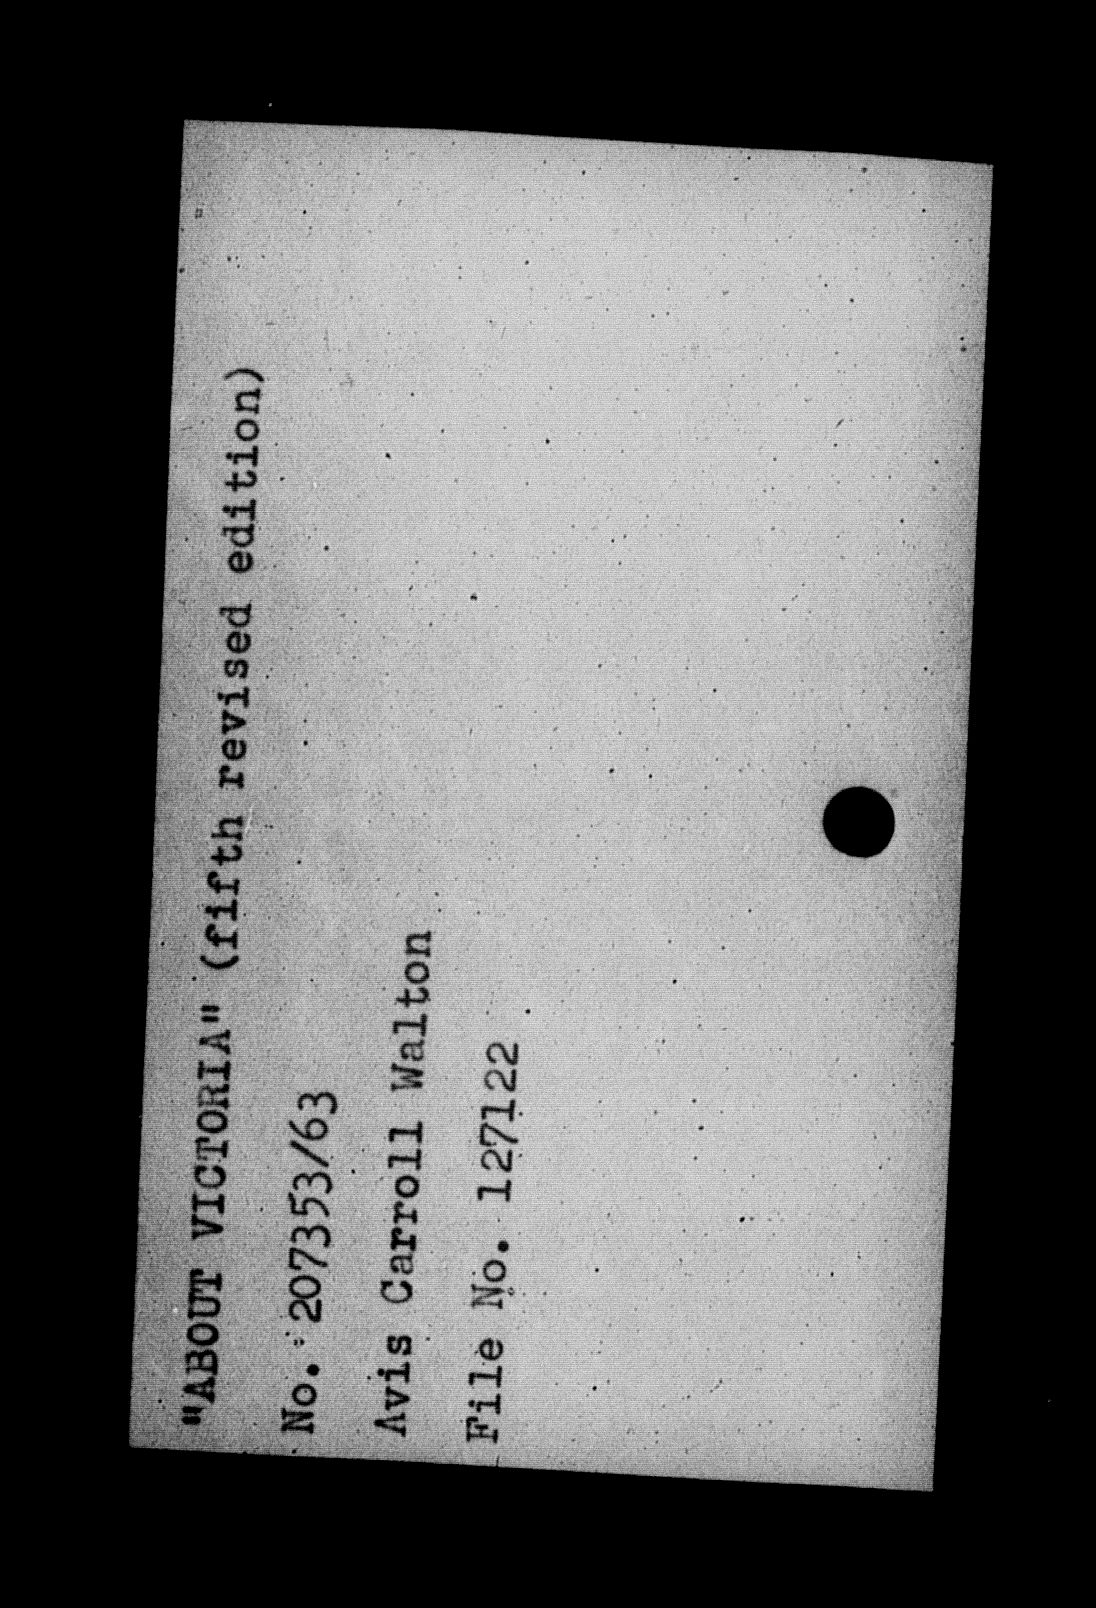 "ABOUT VICTORIA" (fifth revised edition)
No. 207353/63
Avis Carroll Walton
File No. 127122